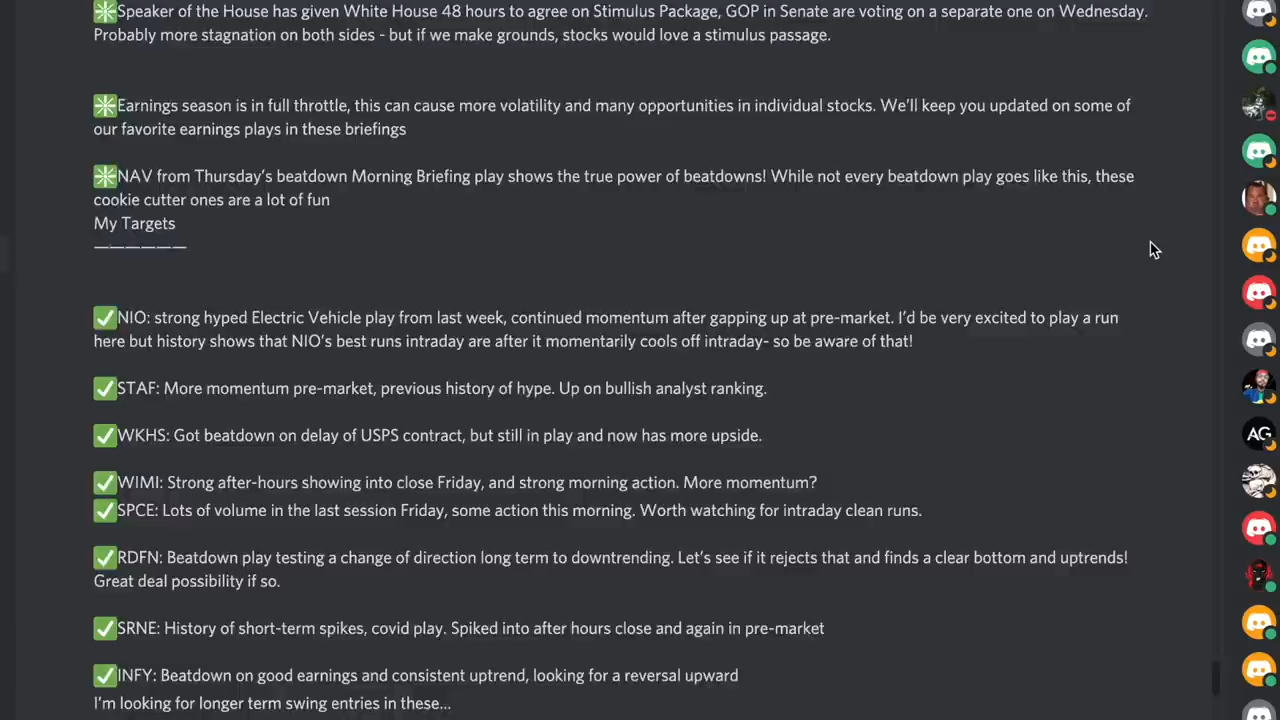 Speaker of the House has given White House 48 hours to agree on Stimulus Package, GOP in Senate are voting on a separate one on Wednesday.
Probably more stagnation on both sides - but if we make grounds, stocks would love a stimulus passage.
Earnings season is in full throttle, this can cause more volatility and many opportunities in individual stocks. We’ll keep you updated on some of
our favorite earnings plays in these briefings
NAV from Thursday’s beatdown Morning Briefing play shows the true power of beatdowns! While not every beatdown play goes like this, these
cookie cutter ones are a lot of fun
My Targets
——————
NIO: strong hyped Electric Vehicle play from last week, continued momentum after gapping up at pre-market. I’d be very excited to play a run
here but history shows that NIO’s best runs intraday are after it momentarily cools off intraday- so be aware of that!
STAF: More momentum pre-market, previous history of hype. Up on bullish analyst ranking.
WKHS: Got beatdown on delay of USPS contract, but still in play and now has more upside.
WIMI: Strong after-hours showing into close Friday, and strong morning action. More momentum?
SPCE: Lots of volume in the last session Friday, some action this morning. Worth watching for intraday clean runs.
RDFN: Beatdown play testing a change of direction long term to downtrending. Let’s see if it rejects that and finds a clear bottom and uptrends!
Great deal possibility if so.
SRNE: History of short-term spikes, covid play. Spiked into after hours close and again in pre-market
INFY: Beatdown on good earnings and consistent uptrend, looking for a reversal upward
I’m looking for longer term swing entries in these...
AG